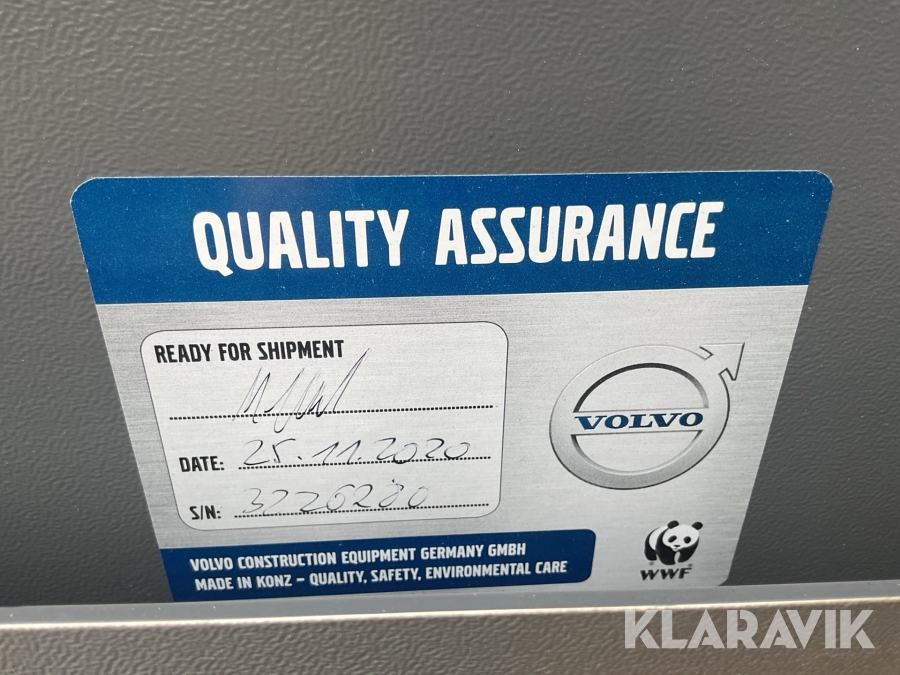 QUALITY ASSURANCE
READY FOR SHIPMENT
DATE: 25.11.2020
S/N: 3226280
VOLVO
VOLVO CONSTRUCTION EQUIPMENT GERMANY GMBH
MADE IN KONZ – QUALITY, SAFETY, ENVIRONMENTAL CARE
WWF
KLARAVIK